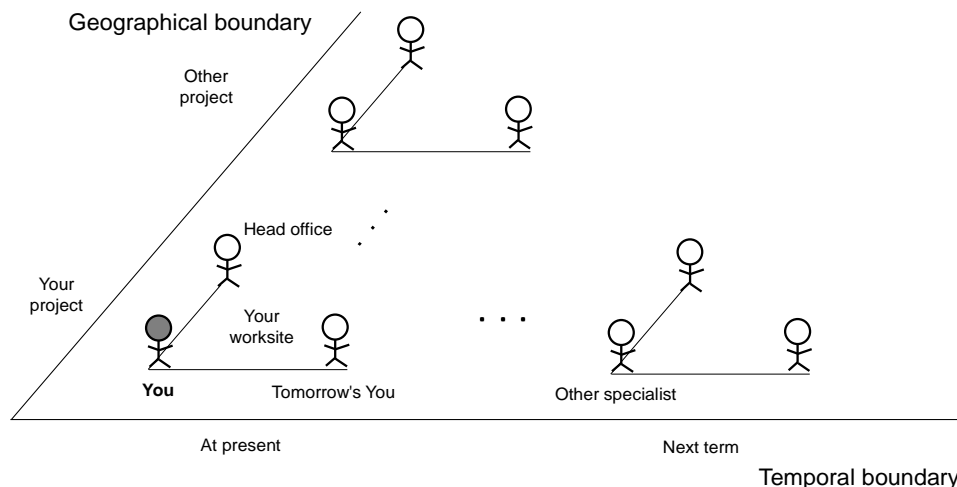 Geographical boundary
Other
project
Head office
Your
project
Your
worksite
You
Tomorrow's You
Other specialist
At present
Next term
Temporal boundary